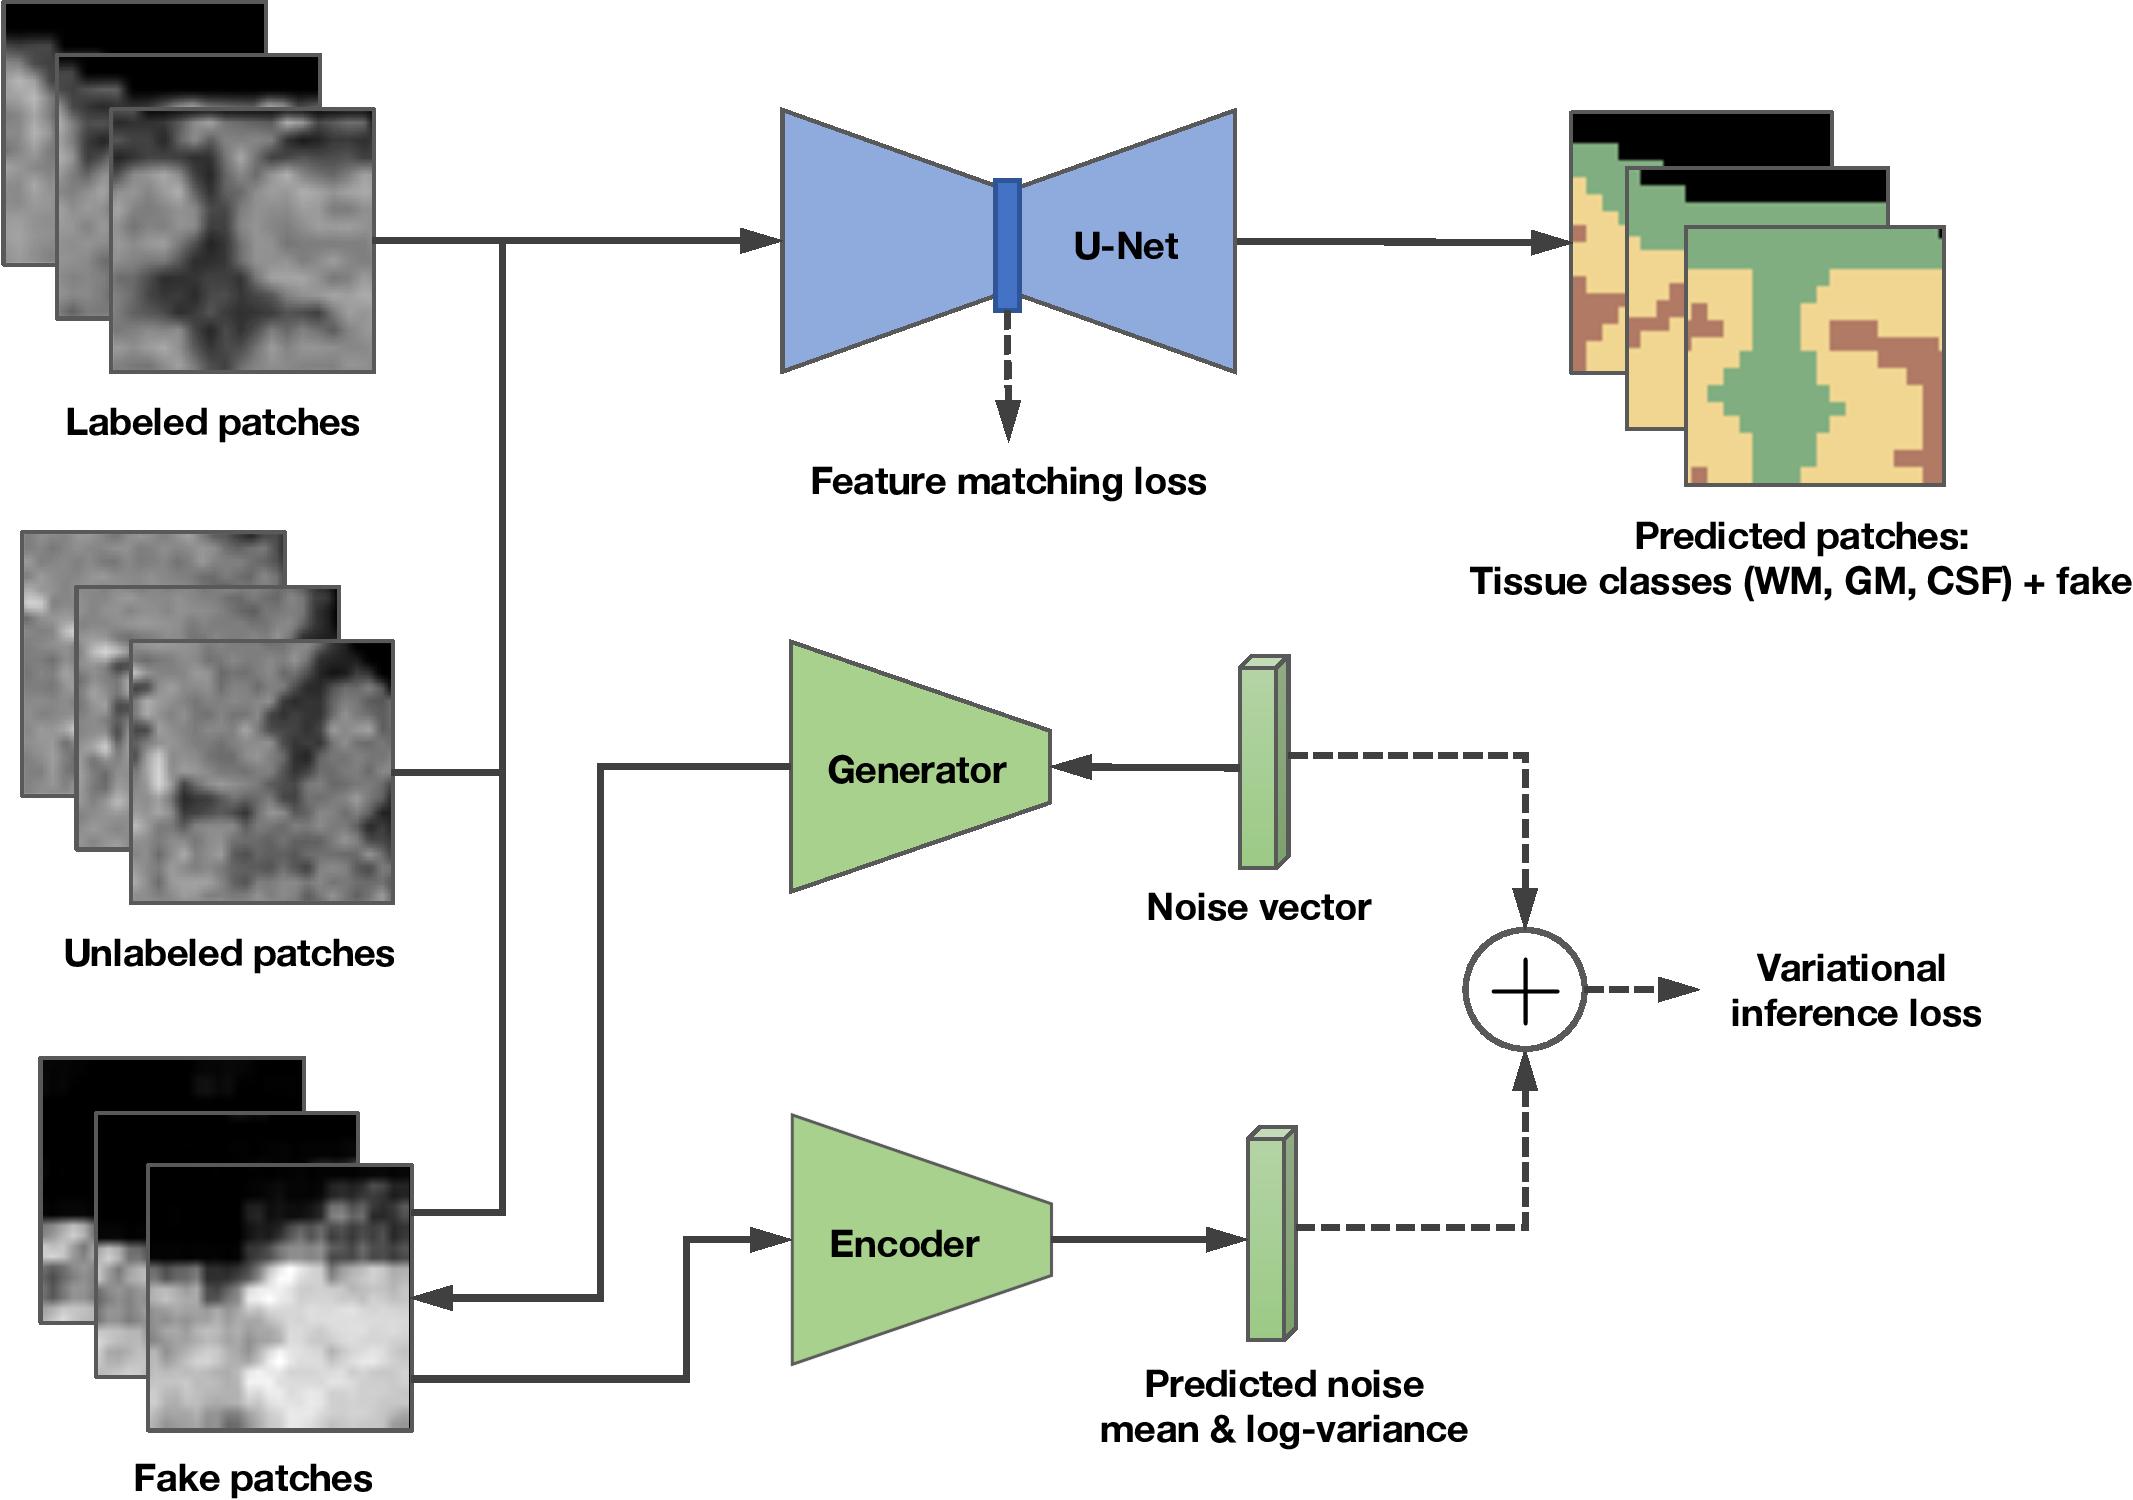 Labeled patches
U-Net
Feature matching loss
Predicted patches:
Tissue classes (WM, GM, CSF) + fake
Unlabeled patches
Generator
Noise vector
Variational
inference loss
Encoder
Predicted noise
mean & log-variance
Fake patches